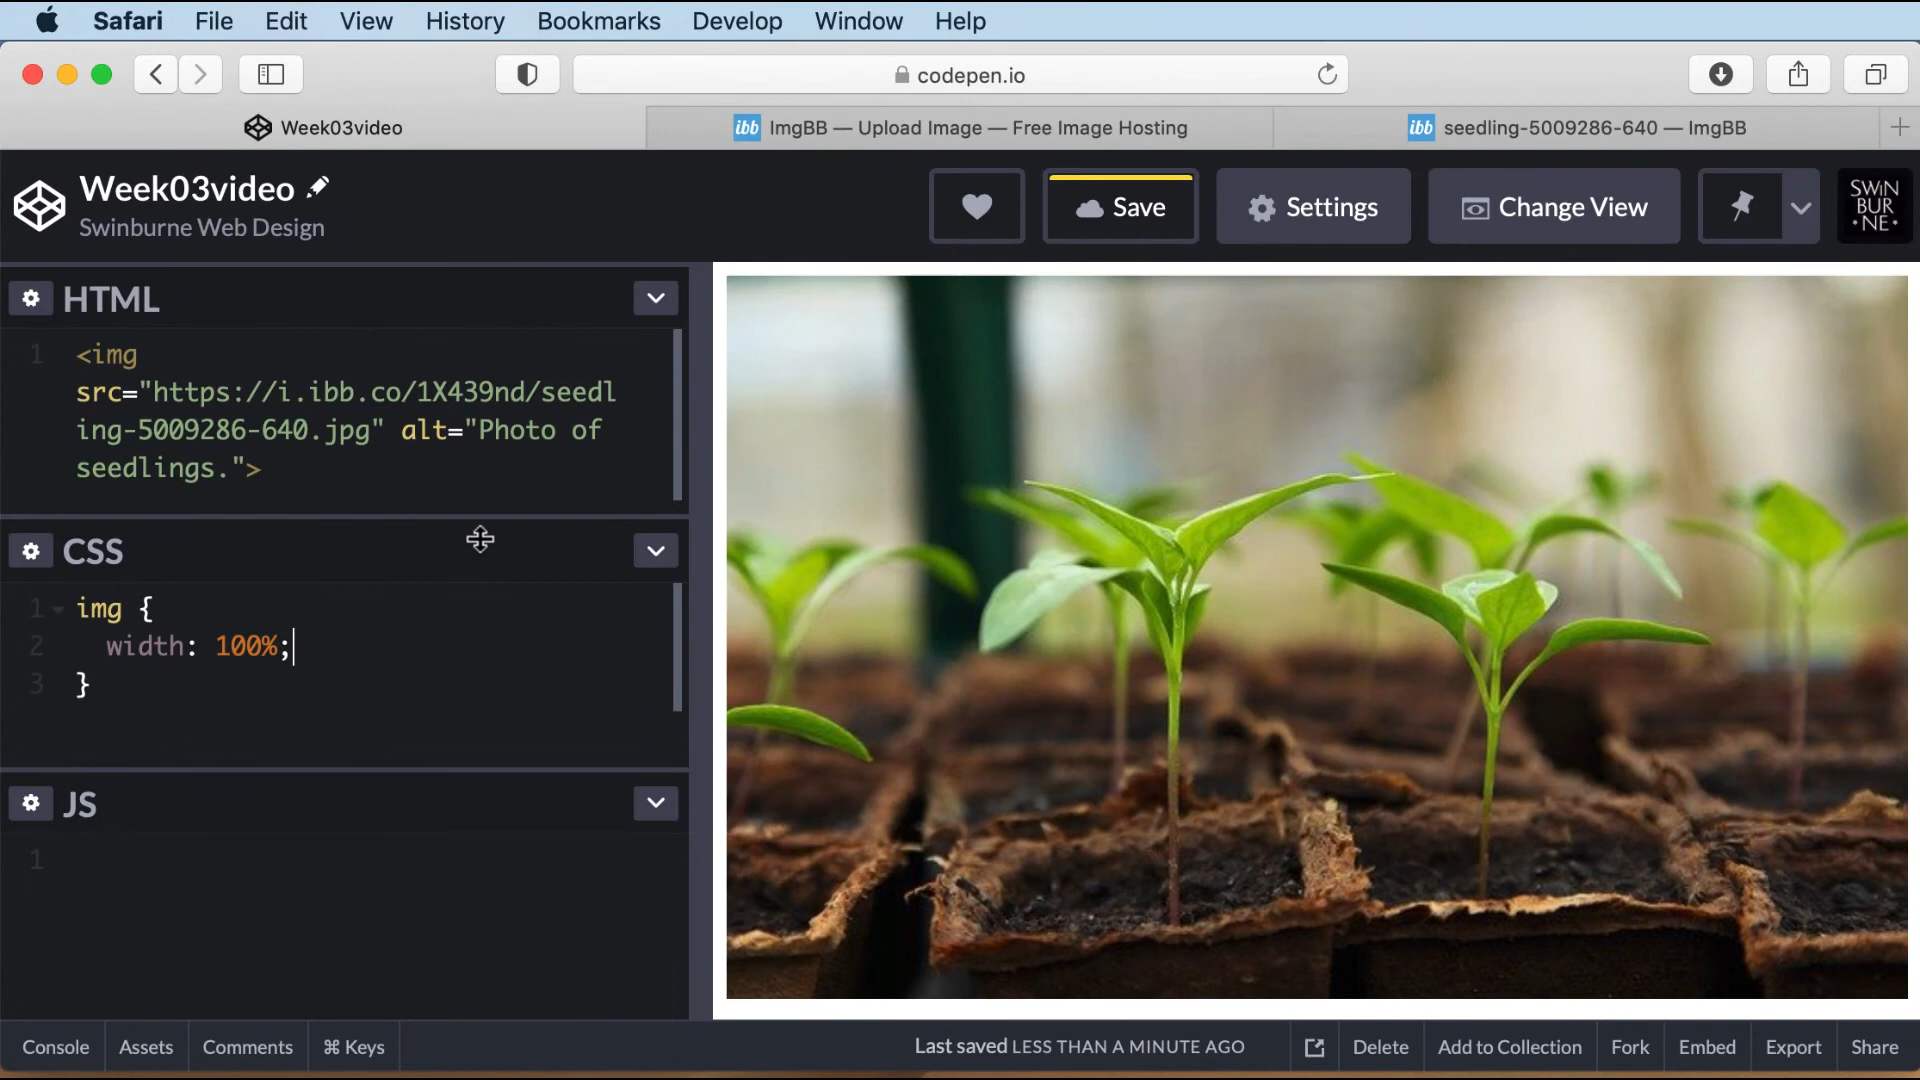 Safari File Edit View History Bookmarks Develop Window Help
codepen.io
Week03video
ibb ImgBB — Upload Image — Free Image Hosting
ibb seedling-5009286-640 — ImgBB
Week03video
Swinburne Web Design
Save
Settings
Change View
SWIN
BUR
•NE•
HTML
1 <img
src="https://i.ibb.co/1X439nd/seedl
ing-5009286-640.jpg" alt="Photo of
seedlings.">
CSS
1 img {
2 width: 100%;
3 }
JS
1
Console Assets Comments ⌘ Keys Last saved LESS THAN A MINUTE AGO Delete Add to Collection Fork Embed Export Share